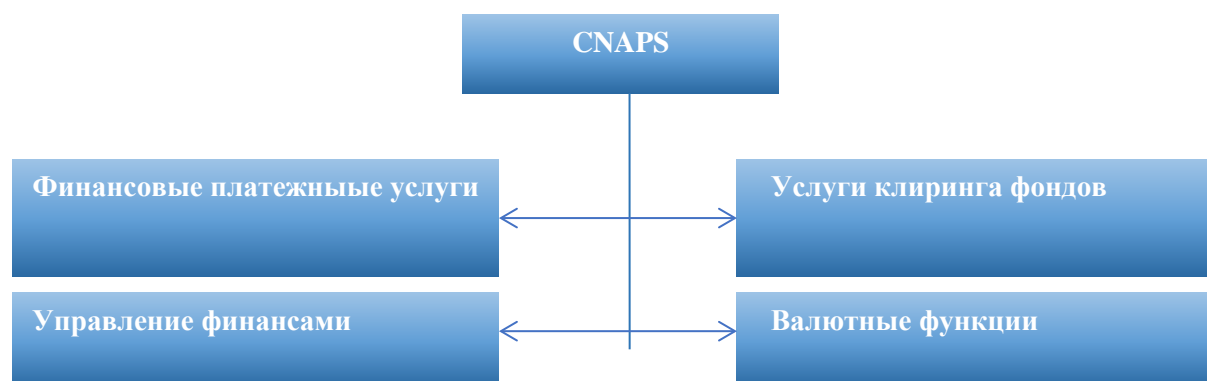 CNAPS
Финансовые платежныые услуги
Услуги клиринга фондов
Управление финансами
Валютные функции